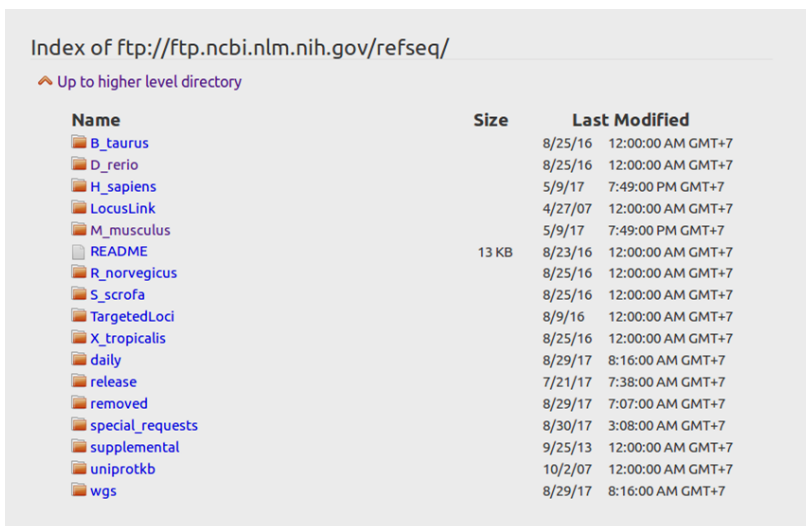 Index of ftp://ftp.ncbi.nlm.nih.gov/refseq/
Up to higher level directory
Name Size Last Modified
B_taurus 8/25/16 12:00:00 AM GMT+7
D_rerio 8/25/16 12:00:00 AM GMT+7
H_sapiens 5/9/17 7:49:00 PM GMT+7
LocusLink 4/27/07 12:00:00 AM GMT+7
M_musculus 5/9/17 7:49:00 PM GMT+7
README 13 KB 8/23/16 12:00:00 AM GMT+7
R_norvegicus 8/25/16 12:00:00 AM GMT+7
S_scrofa 8/25/16 12:00:00 AM GMT+7
TargetedLoci 8/9/16 12:00:00 AM GMT+7
X_tropicalis 8/25/16 12:00:00 AM GMT+7
daily 8/29/17 8:16:00 AM GMT+7
release 7/21/17 7:38:00 AM GMT+7
removed 8/29/17 7:07:00 AM GMT+7
special_requests 8/30/17 3:08:00 AM GMT+7
supplemental 9/25/13 12:00:00 AM GMT+7
uniprotkb 10/2/07 12:00:00 AM GMT+7
wgs 8/29/17 8:16:00 AM GMT+7